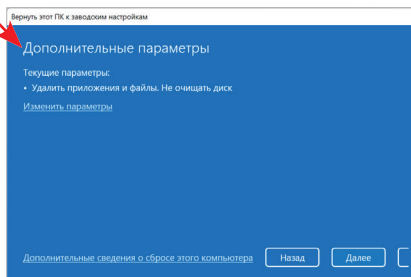 Вернуть этот ПК к заводским настройкам
Дополнительные параметры
Текущие параметры:
• Удалить приложения и файлы. Не очищать диск
Изменить параметры
Дополнительные сведения о сбросе этого компьютера
Назад
Далее